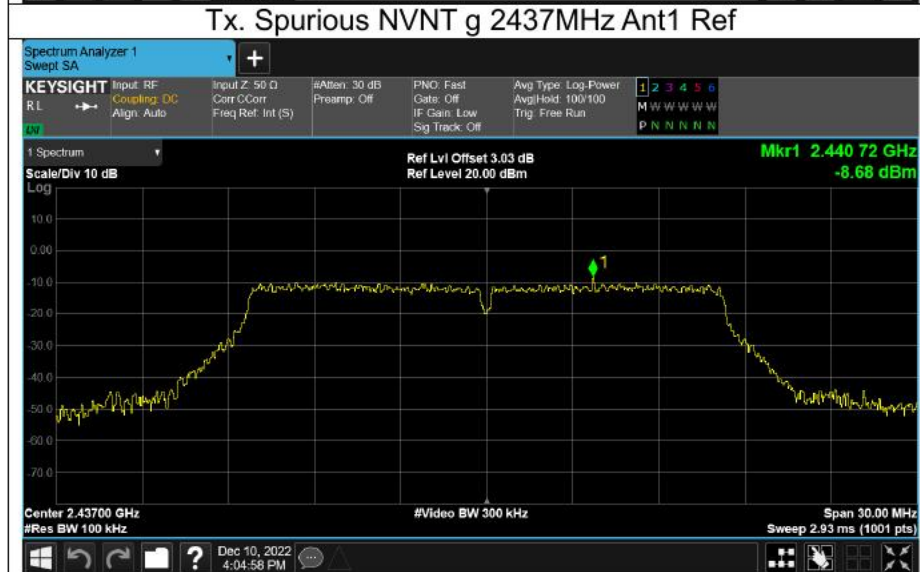 Tx. Spurious NVNT g 2437MHz Ant1 Ref
Spectrum Analyzer 1
Swept SA
+
KEYSIGHT Input: RF Input Z: 50 Ω #Atten: 30 dB PNO: Fast Avg Type: Log-Power 1 2 3 4 5 6
RL Coupling: DC Corr CCorr Preamp: Off Gate: Off Avg|Hold: 100/100 M W W W W W
Align: Auto Freq Ref: Int (S) IF Gain: Low Trig: Free Run
Sig Track: Off P N N N N N
1 Spectrum Ref Lvl Offset 3.03 dB Mkr1 2.440 72 GHz
Scale/Div 10 dB Ref Level 20.00 dBm -8.68 dBm
Log
10.0
0.00
1
-10.0
-20.0
-30.0
-40.0
-50.0
-60.0
-70.0
Center 2.43700 GHz #Video BW 300 kHz Span 30.00 MHz
#Res BW 100 kHz Sweep 2.93 ms (1001 pts)
? Dec 10, 2022
4:04:58 PM